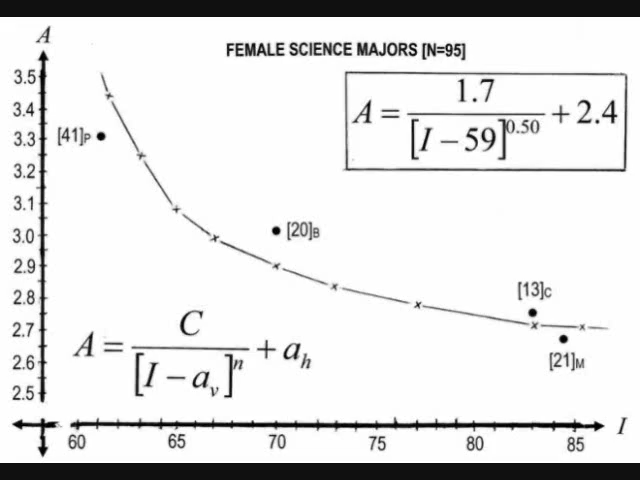 A
FEMALE SCIENCE MAJORS [N=95]
A = 1.7 / [I − 59]^0.50 + 2.4
3.5
3.4
3.3
3.2
3.1
3.0
2.9
2.8
2.7
2.6
2.5
[41]P
[20]B
[13]C
[21]M
A = C / [I − a_v]^n + a_h
60 65 70 75 80 85 I